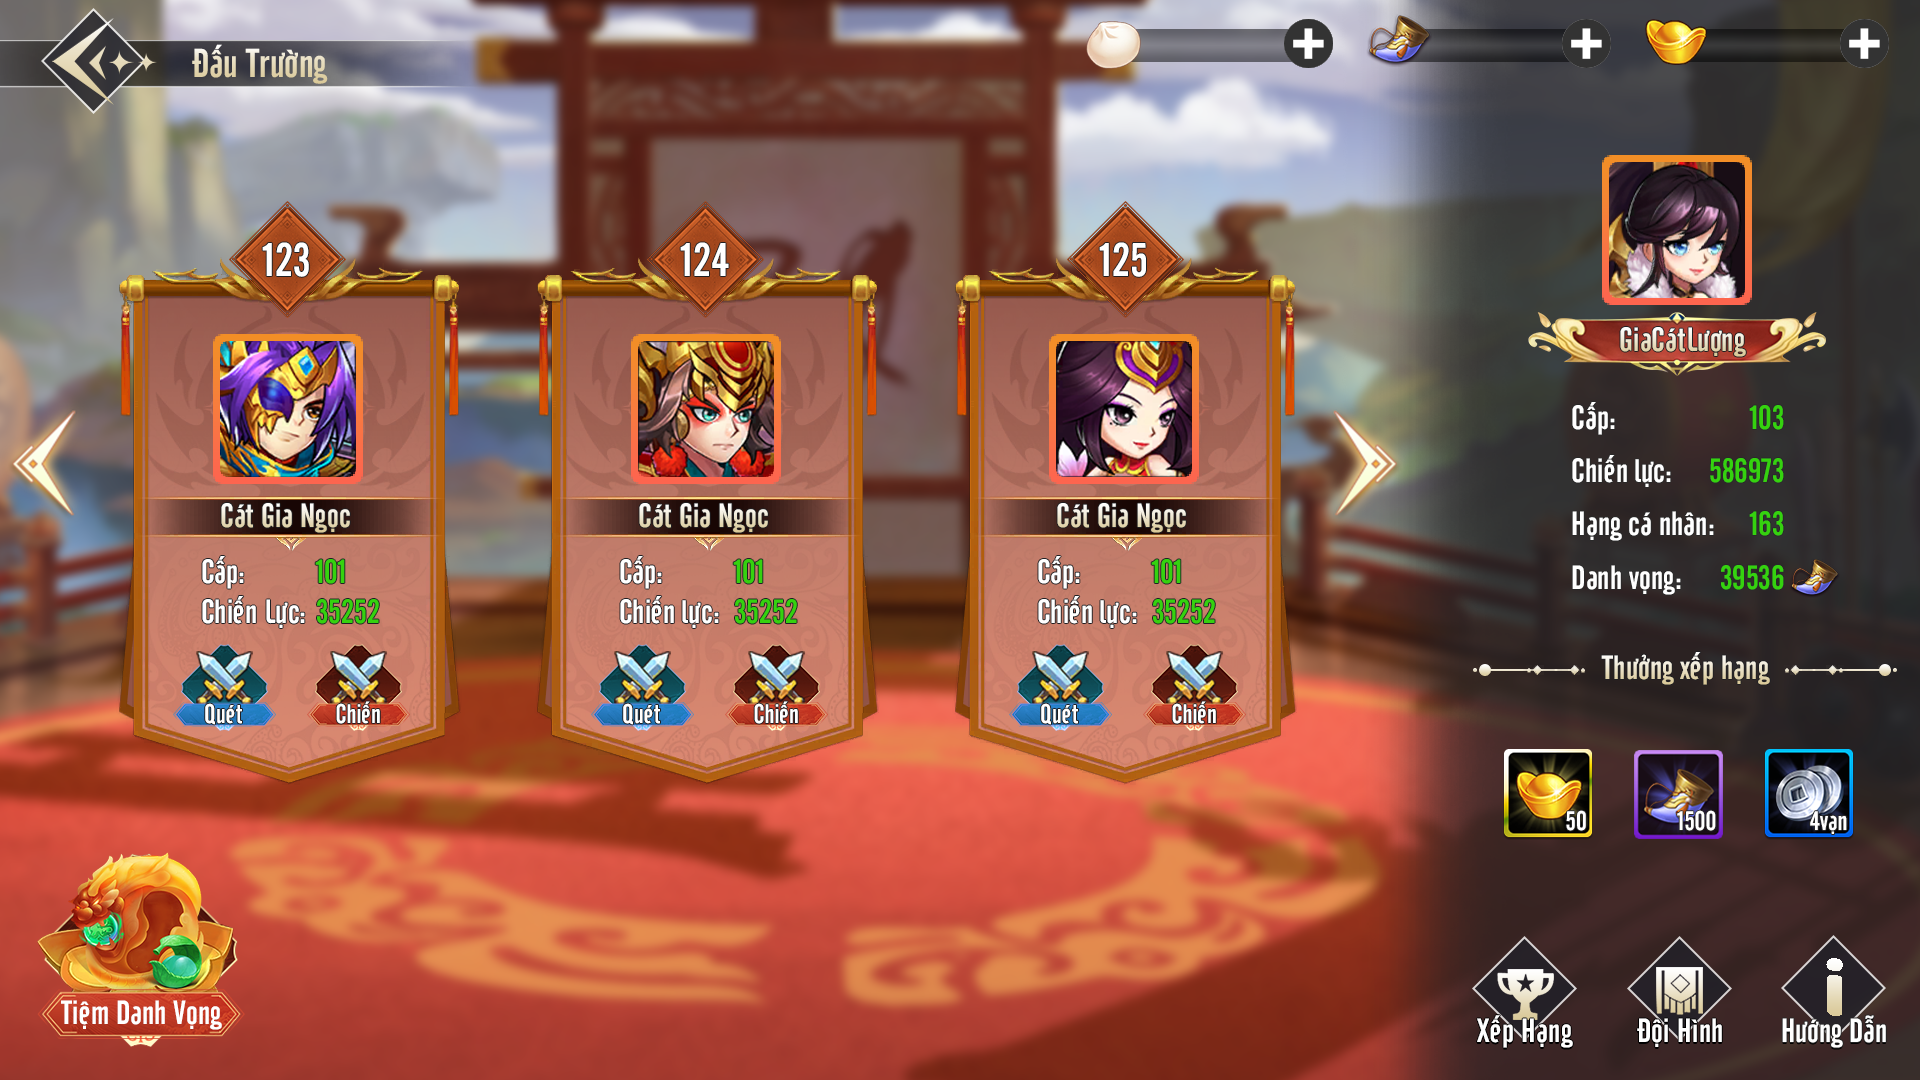 Đấu Trường
123
Cát Gia Ngọc
Cấp: 101
Chiến Lực: 35252
Quét
Chiến
124
Cát Gia Ngọc
Cấp: 101
Chiến lực: 35252
Quét
Chiến
125
Cát Gia Ngọc
Cấp: 101
Chiến lực: 35252
Quét
Chiến
GiaCátLượng
Cấp: 103
Chiến lực: 586973
Hạng cá nhân: 163
Danh vọng: 39536
Thưởng xếp hạng
50
1500
4vạn
Tiệm Danh Vọng
Xếp Hạng
Đội Hình
Hướng Dẫn